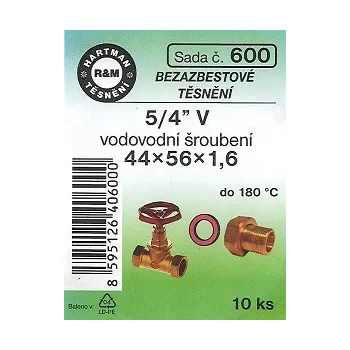 HARTMAN
R&M
TĚSNĚNÍ
Sada č. 600
BEZAZBESTOVÉ
TĚSNĚNÍ
5/4” V
vodovodní šroubení
44×56×1,6
do 180 °C
8 595126 406000
Baleno v:
04
LD-PE
10 ks